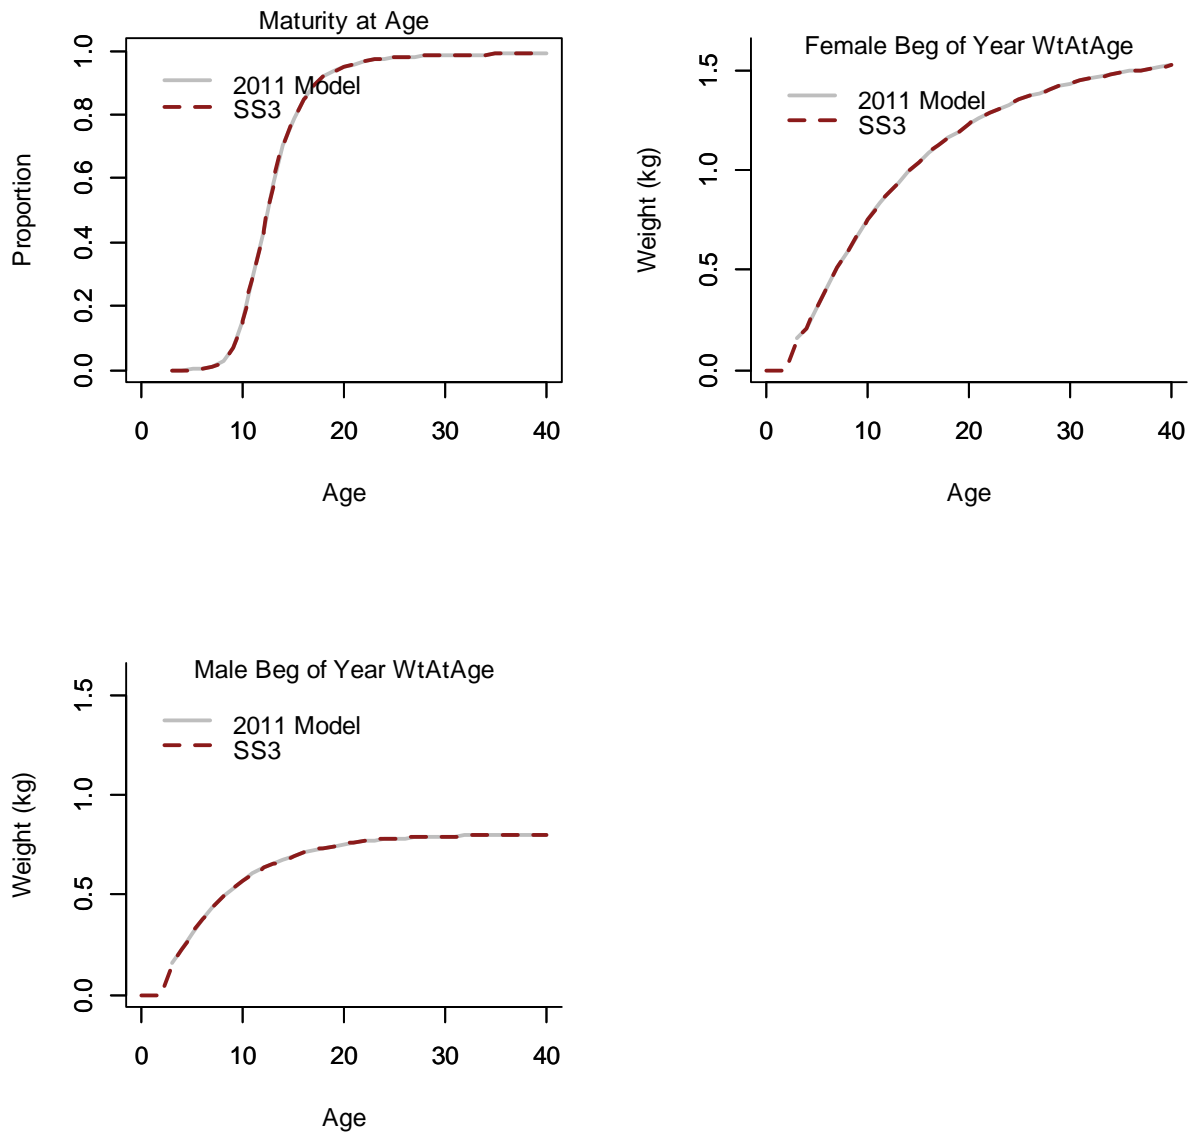 Maturity at Age
1.0
0.8
0.6
0.4
0.2
0.0
Proportion
2011 Model
SS3
0 10 20 30 40
Age
Female Beg of Year WtAtAge
1.5
1.0
0.5
0.0
Weight (kg)
2011 Model
SS3
0 10 20 30 40
Age
Male Beg of Year WtAtAge
1.5
1.0
0.5
0.0
Weight (kg)
2011 Model
SS3
0 10 20 30 40
Age